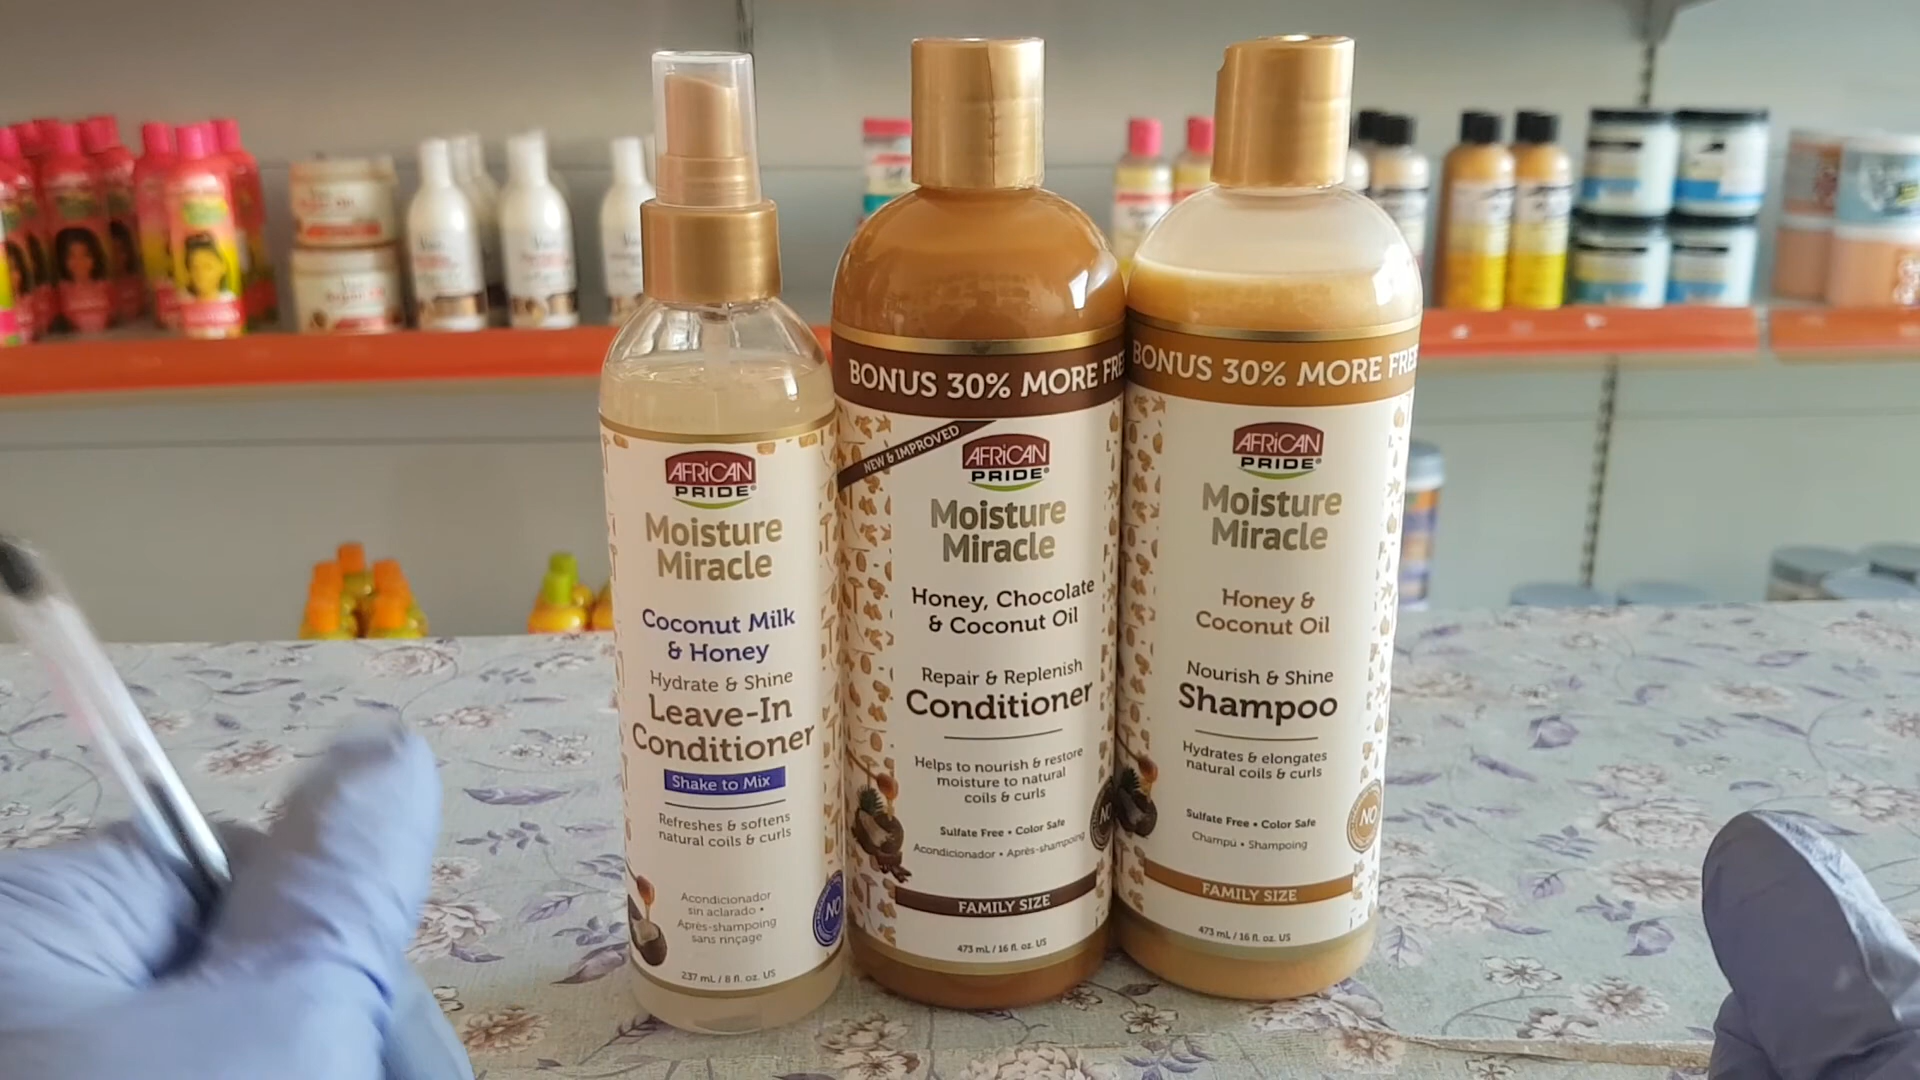 AFRICAN
PRIDE
Moisture
Miracle
Coconut Milk
& Honey
Hydrate & Shine
Leave-In
Conditioner
Shake to Mix
Refreshes & softens
natural coils & curls
Acondicionador
sin aclarado •
Après-shampoing
sans rinçage
NO
237 mL / 8 fl. oz. US
BONUS 30% MORE FRE
NEW & IMPROVED
AFRICAN
PRIDE
Moisture
Miracle
Honey, Chocolate
& Coconut Oil
Repair & Replenish
Conditioner
Helps to nourish & restore
moisture to natural
coils & curls
Sulfate Free • Color Safe
Acondicionador • Après-shampoing
NO
FAMILY SIZE
473 mL / 16 fl. oz. US
BONUS 30% MORE FREE
AFRICAN
PRIDE
Moisture
Miracle
Honey &
Coconut Oil
Nourish & Shine
Shampoo
Hydrates & elongates
natural coils & curls
Sulfate Free • Color Safe
Champú • Shampoing
NO
FAMILY SIZE
473 mL / 16 fl. oz. US